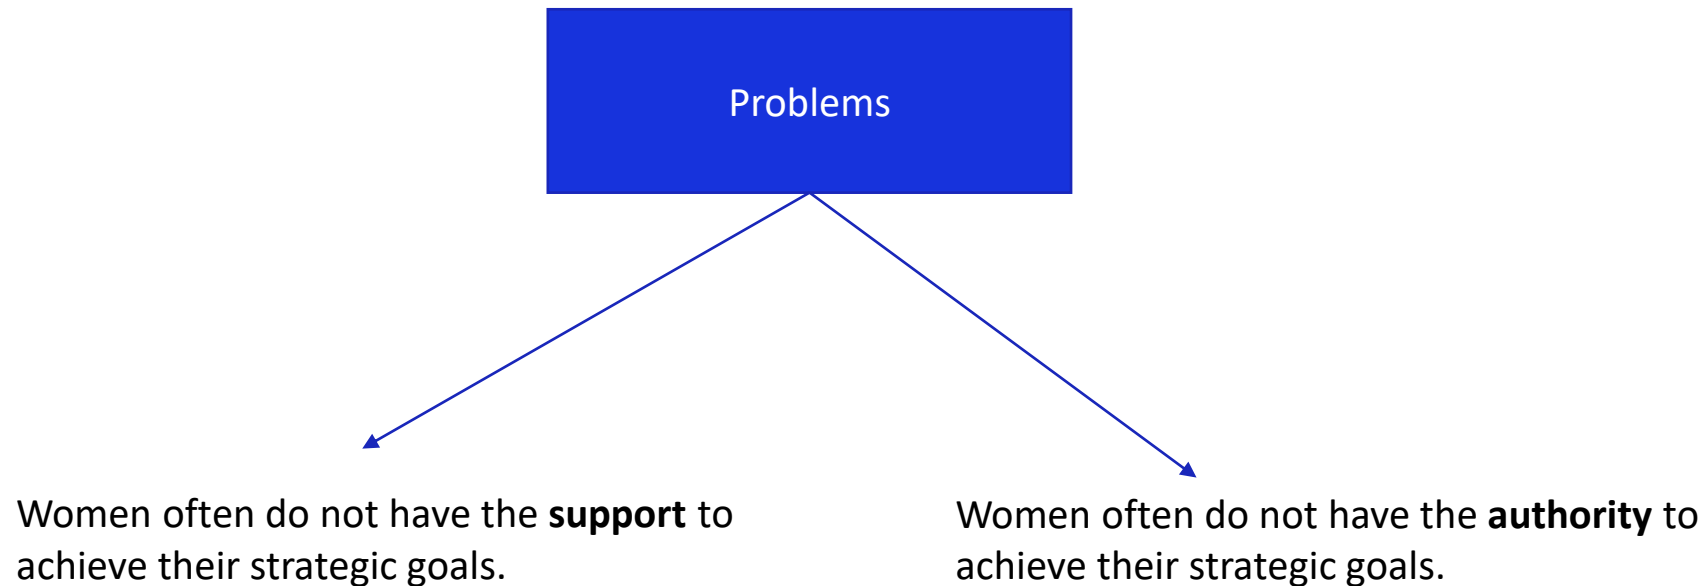 Problems
Women often do not have the support to
achieve their strategic goals.
Women often do not have the authority to
achieve their strategic goals.